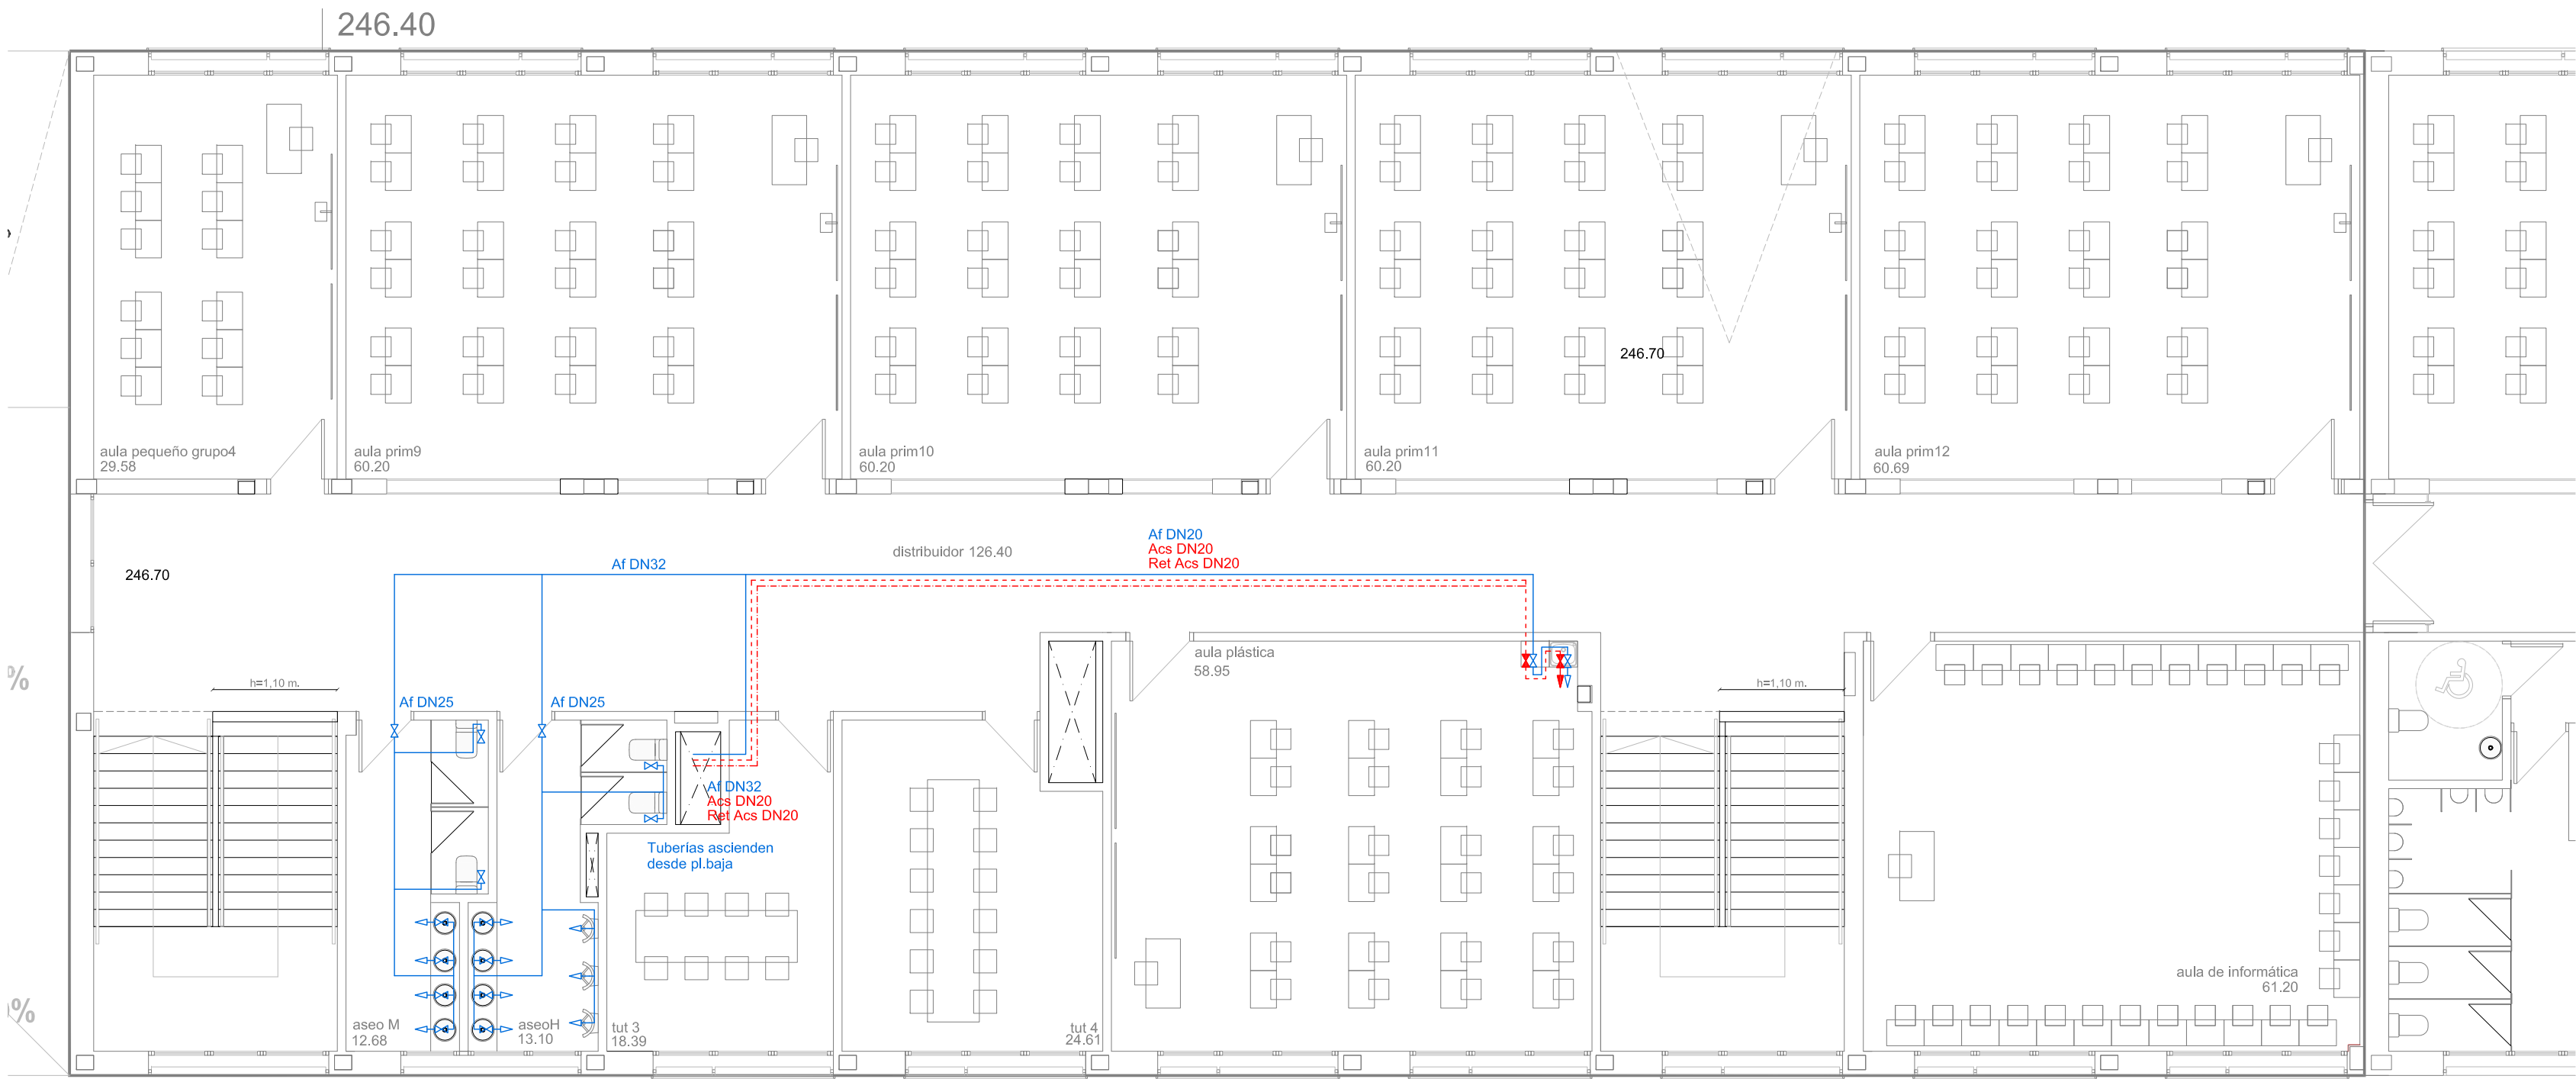 246.40
aula pequeño grupo4
29.58
aula prim9
60.20
aula prim10
60.20
aula prim11
60.20
246.70
aula prim12
60.69
246.70
Af DN32
distribuidor 126.40
Af DN20
Acs DN20
Ret Acs DN20
%
h=1,10 m.
Af DN25
Af DN25
aula plástica
58.95
h=1,10 m.
Af DN32
Acs DN20
Ret Acs DN20
Tuberías ascienden
desde pl.baja
%
aseo M
12.68
aseoH
13.10
tut 3
18.39
tut 4
24.61
aula de informática
61.20